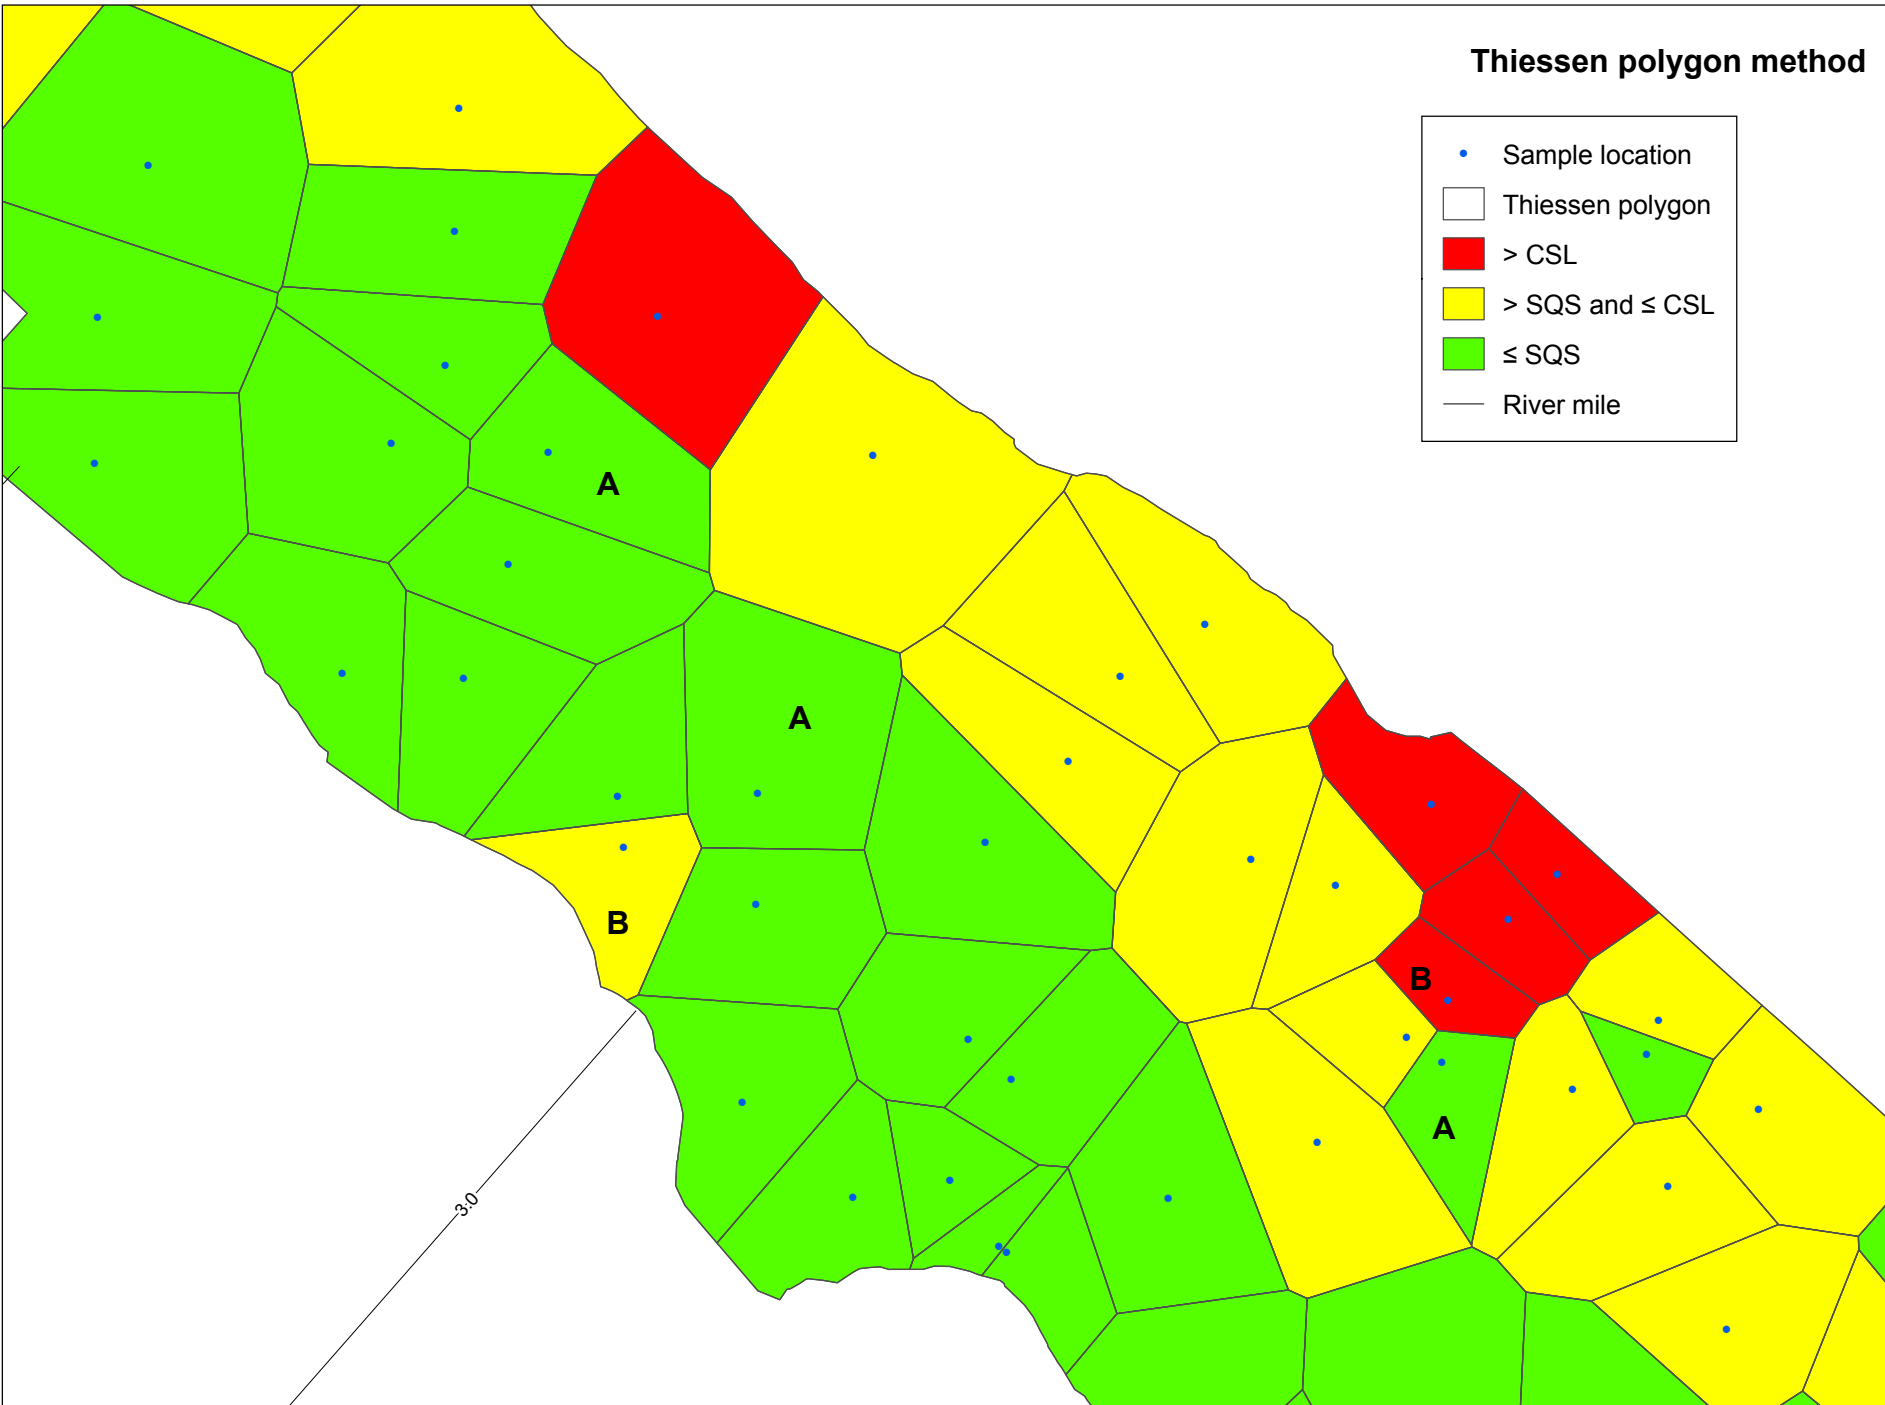 Thiessen polygon method
Sample location
Thiessen polygon
> CSL
> SQS and ≤ CSL
≤ SQS
River mile
A
A
B
B
A
3.0